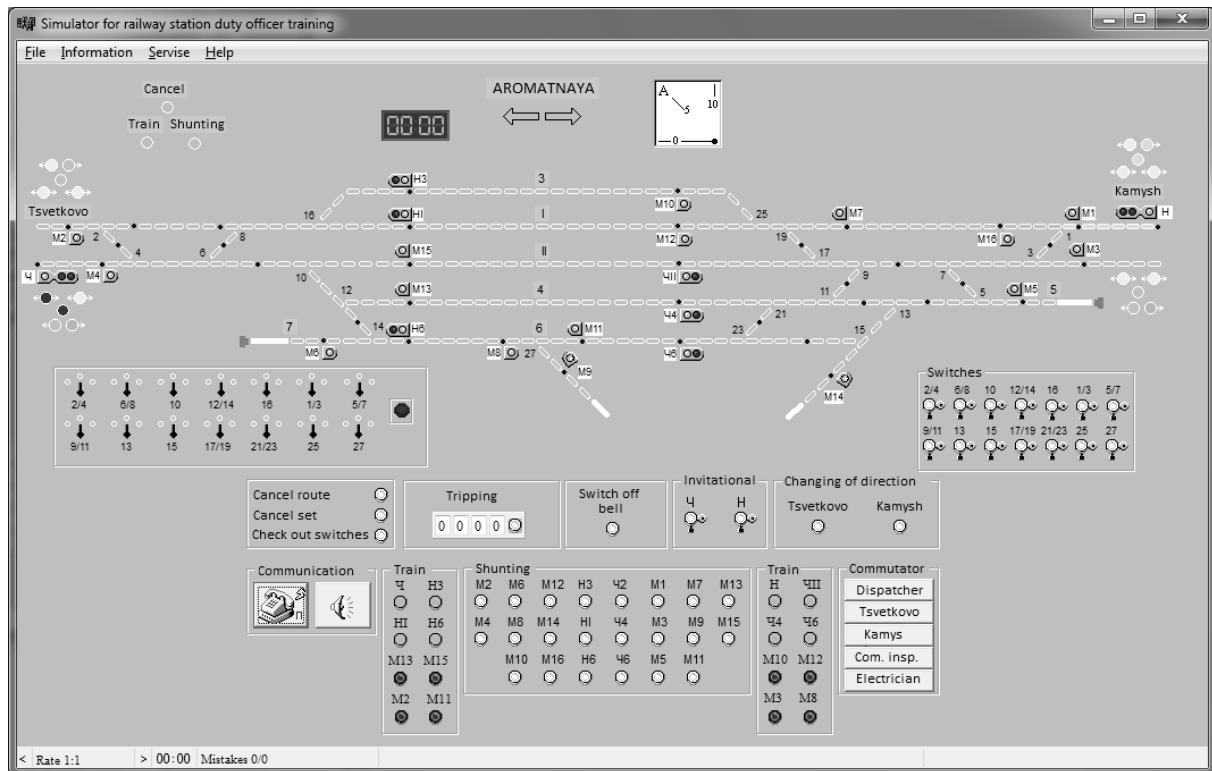 Simulator for railway station duty officer training
File Information Servise Help
Cancel
Train Shunting
00:00
AROMATNAYA
A 5 10 0
Tsvetkovo
Kamysh
H3 3
M10
16 HI I 25 M7 M1 H
M2 2 4 6 8 M15 II M12 19 17 M16 3 1 M3
Ч M4
10 12 M13 4 ЧII 11 9 7 5 M5 5
7 14 H6 6 M11 Ч4 21 23 15 13
M6 M8 27 M9 Ч6 M14
2/4 6/8 10 12/14 16 1/3 5/7
9/11 13 15 17/19 21/23 25 27
Switches
2/4 6/8 10 12/14 16 1/3 5/7
9/11 13 15 17/19 21/23 25 27
Cancel route
Cancel set
Check out switches
Tripping
0 0 0 0
Switch off
bell
Invitational
Ч Н
Changing of direction
Tsvetkovo Kamysh
Communication
П
Train
Ч H3
HI H6
M13 M15
M2 M11
Shunting
M2 M6 M12 H3 Ч2 M1 M7 M13
M4 M8 M14 HI Ч4 M3 M9 M15
M10 M16 H6 Ч6 M5 M11
Train
H ЧII
Ч4 Ч6
M10 M12
M3 M8
Commutator
Dispatcher
Tsvetkovo
Kamys
Com. insp.
Electrician
< Rate 1:1 > 00:00 Mistakes 0/0